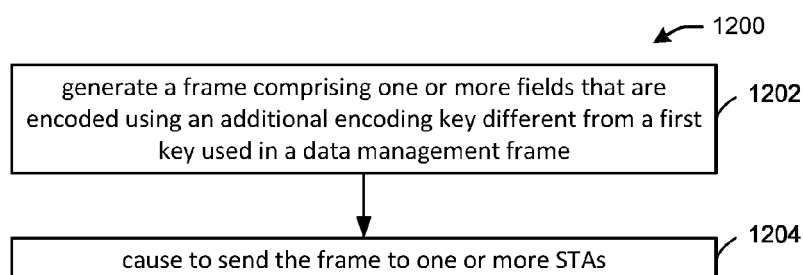 1200
generate a frame comprising one or more fields that are
encoded using an additional encoding key different from a first
key used in a data management frame
1202
1204
cause to send the frame to one or more STAs